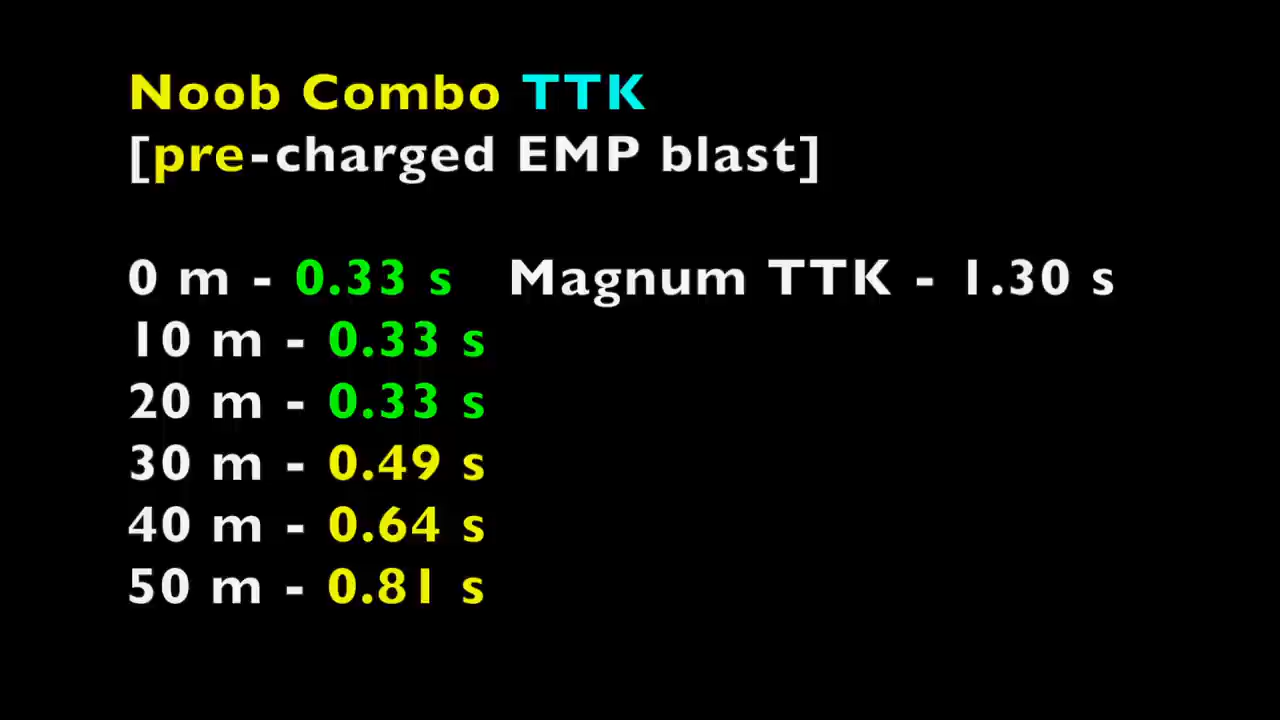 Noob Combo TTK
[pre-charged EMP blast]
0 m - 0.33 s   Magnum TTK - 1.30 s
10 m - 0.33 s
20 m - 0.33 s
30 m - 0.49 s
40 m - 0.64 s
50 m - 0.81 s